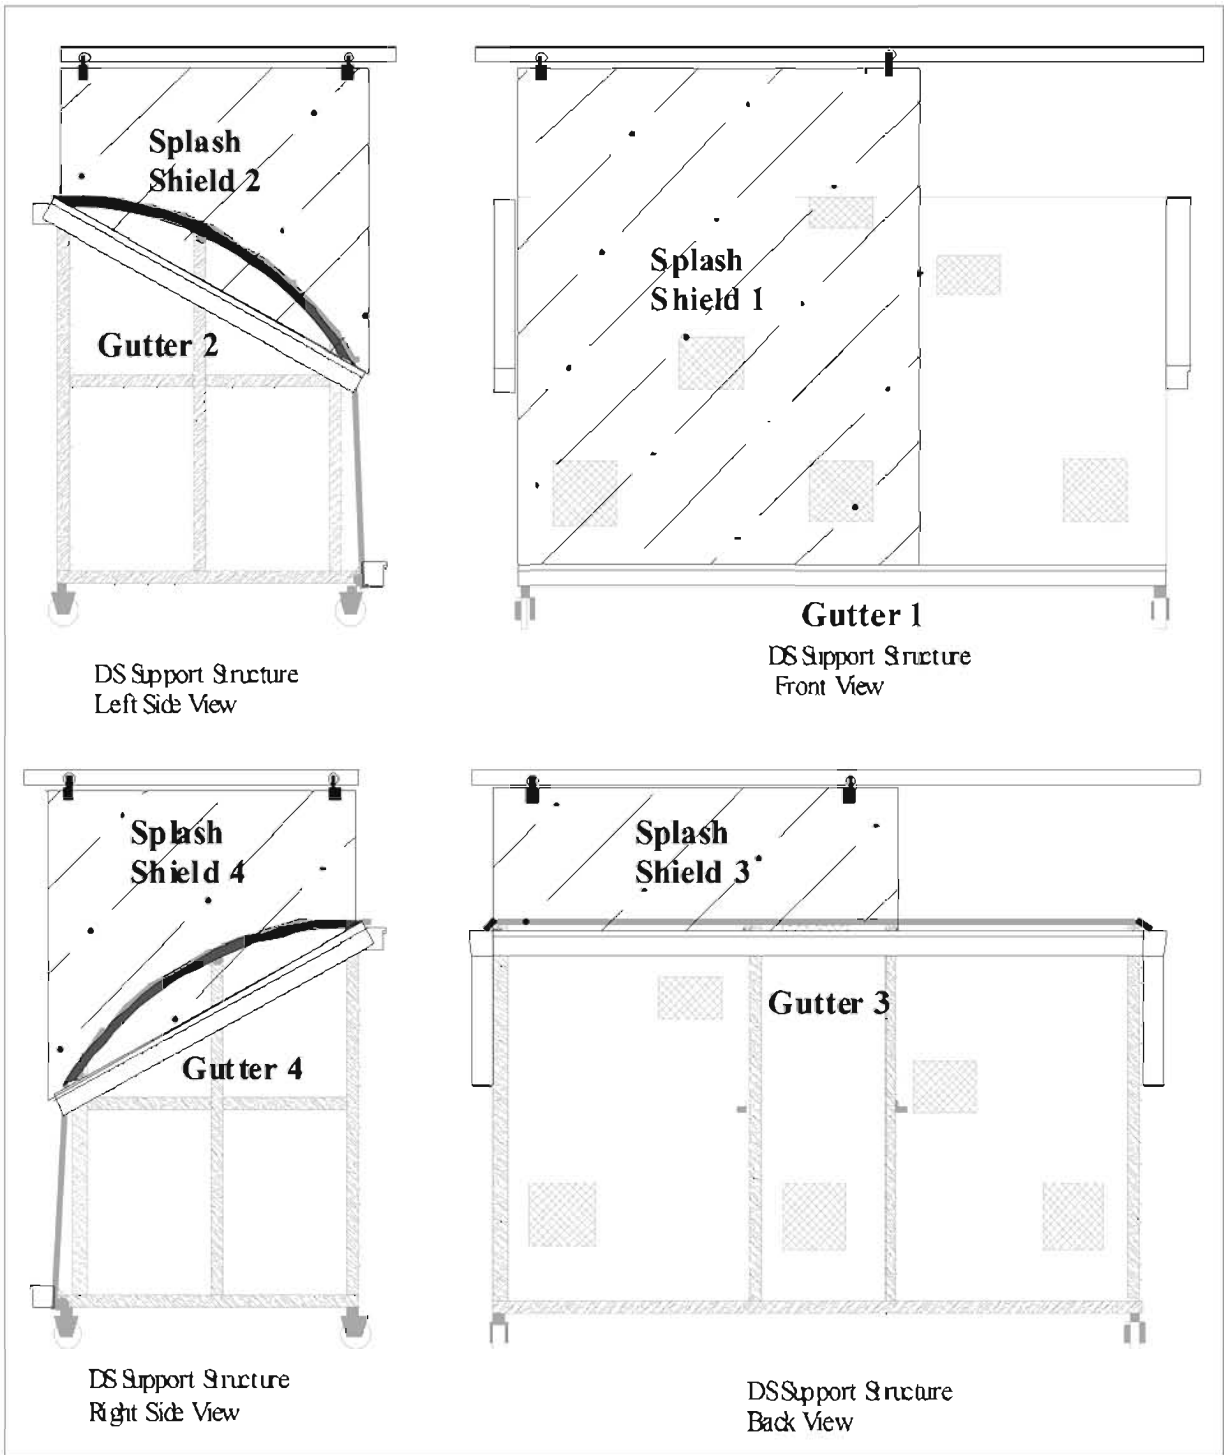 Splash
Shield 2
Gutter 2
DS Support Structure
Left Side View
Splash
Shield 1
Gutter 1
DS Support Structure
Front View
Splash
Shield 4
Gutter 4
DS Support Structure
Right Side View
Splash
Shield 3
Gutter 3
DS Support Structure
Back View